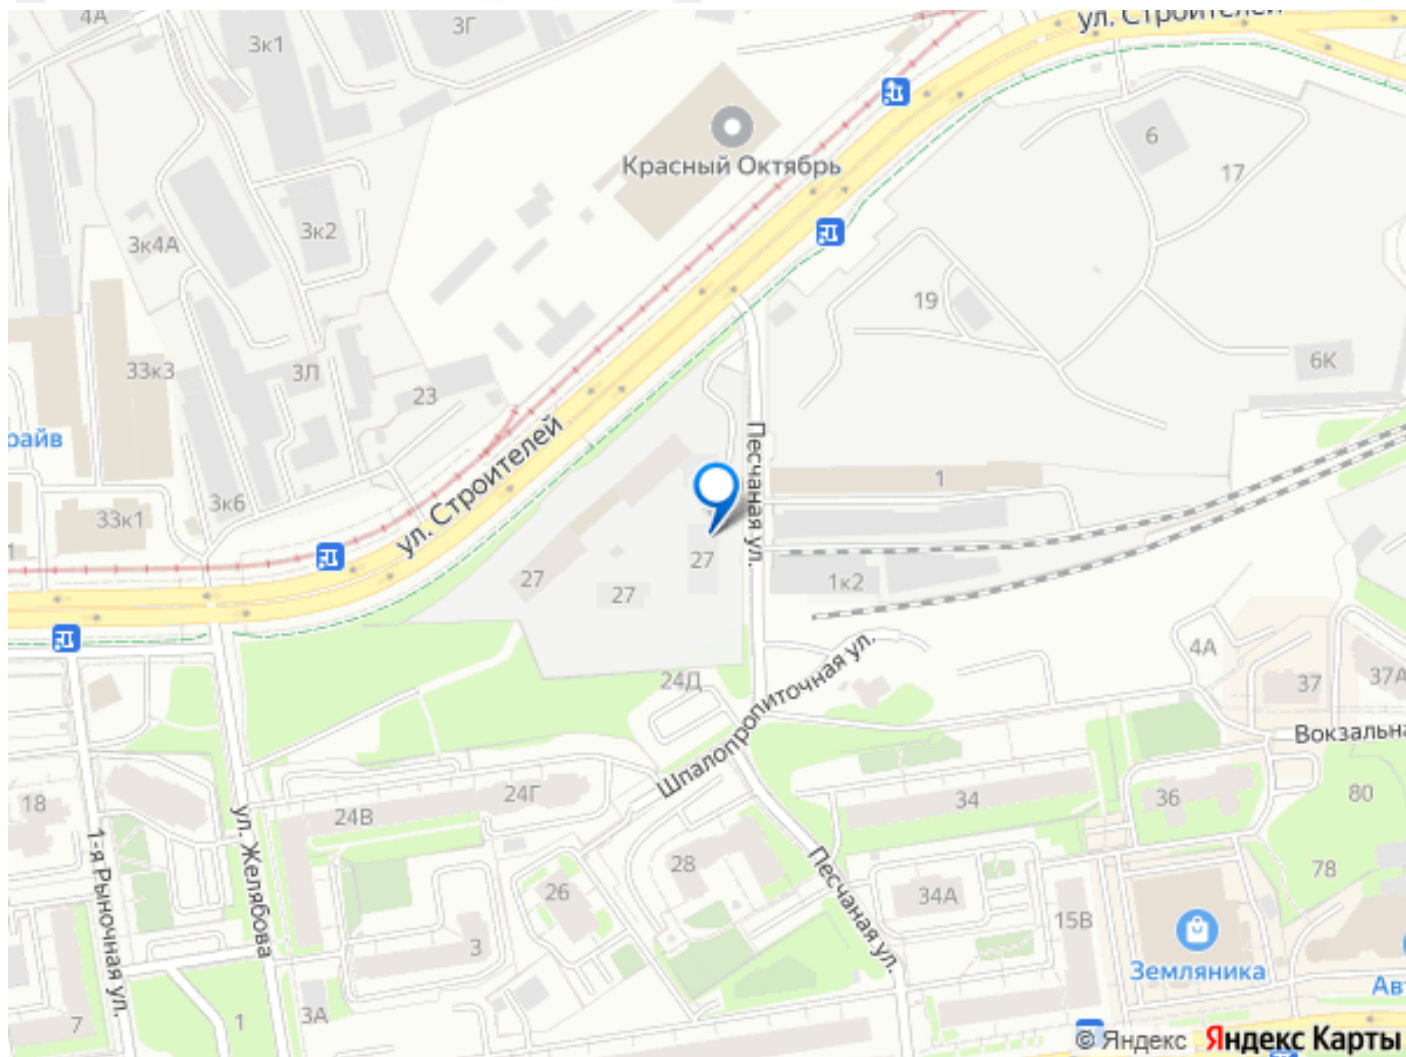 4А
3Г
ул. Строителей
3к1
6
Красный Октябрь
17
3к2
3к4А
19
6К
33к3
3Л
23
райв
ул. Строителей
Песчаная ул.
1
3к6
33к1
1
27
27
27
1к2
Шпалопропиточная ул.
4А
24Д
37
37А
Вокзальна
18
24В
24Г
34
36
80
1-я Рыночная ул.
ул. Желябова
28
Песчаная ул.
78
26
34А
15В
3
Земляника
Ав
7
1
3А
© Яндекс Яндекс Карты